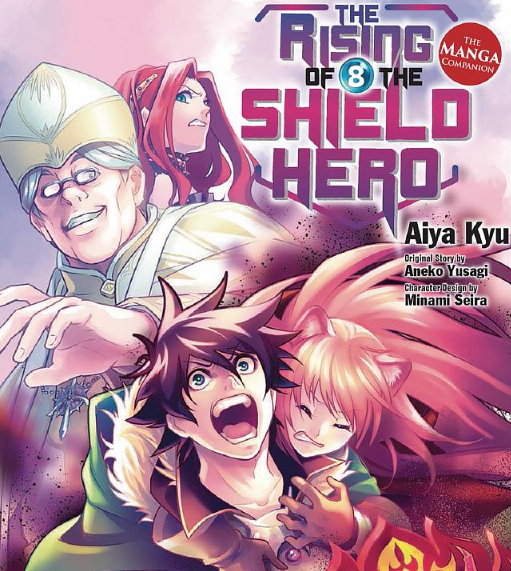 THE
RISING
OF 8 THE
SHIELD
HERO
THE
MANGA
COMPANION
Aiya Kyu
Original Story by
Aneko Yusagi
Character Design by
Minami Seira